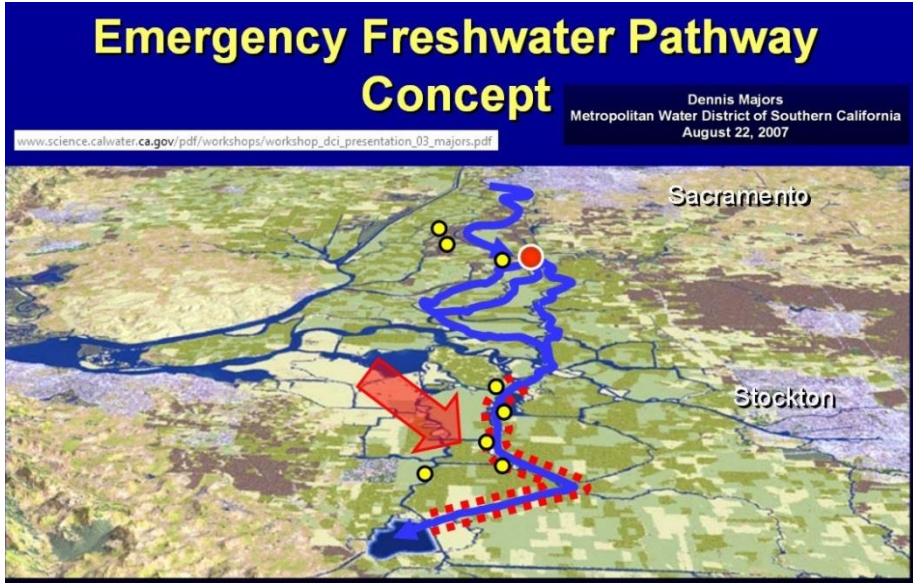 Emergency Freshwater Pathway
Concept
Dennis Majors
Metropolitan Water District of Southern California
August 22, 2007
www.science.calwater.ca.gov/pdf/workshops/workshop_dci_presentation_03_majors.pdf
Sacramento
Stockton